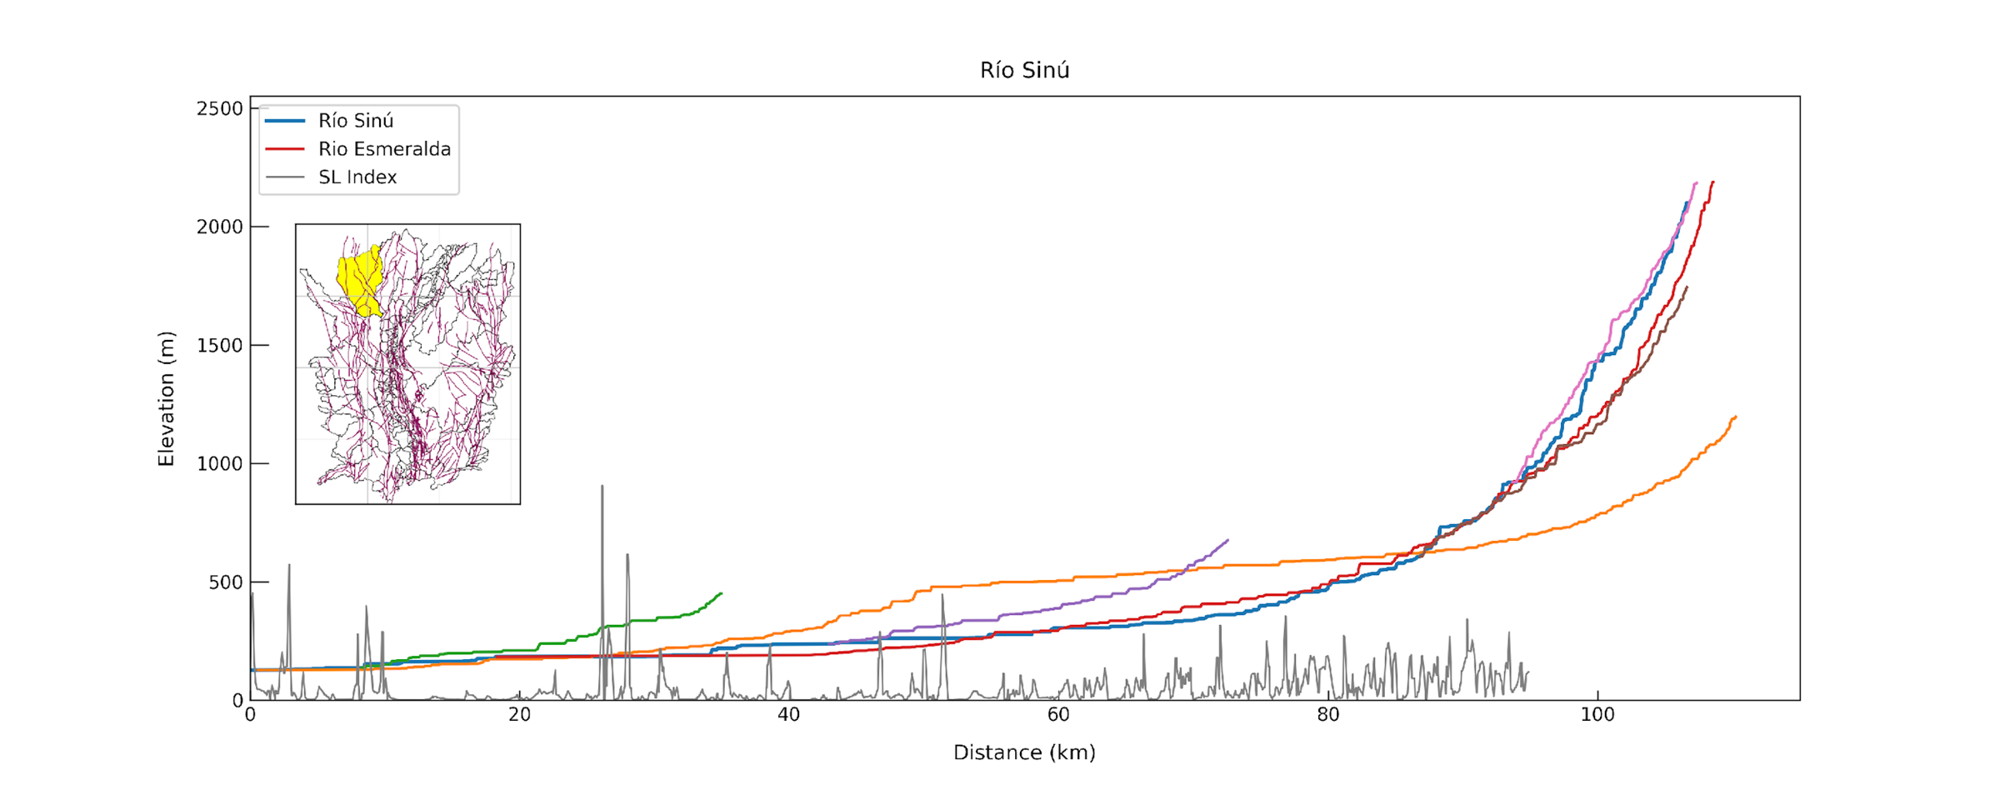 Río Sinú
2500
2000
1500
1000
500
0
Elevation (m)
Río Sinú
Rio Esmeralda
SL Index
0 20 40 60 80 100
Distance (km)